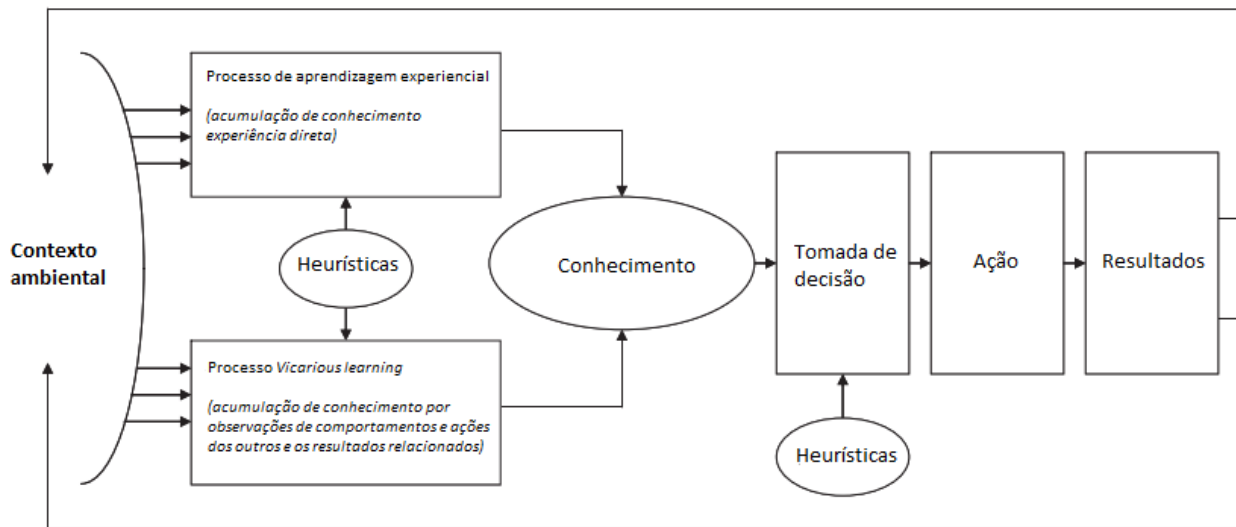 Processo de aprendizagem experiencial
(acumulação de conhecimento
experiência direta)
Contexto
ambiental
Heurísticas
Processo Vicarious learning
(acumulação de conhecimento por
observações de comportamentos e ações
dos outros e os resultados relacionados)
Conhecimento
Tomada de
decisão
Heurísticas
Ação
Resultados